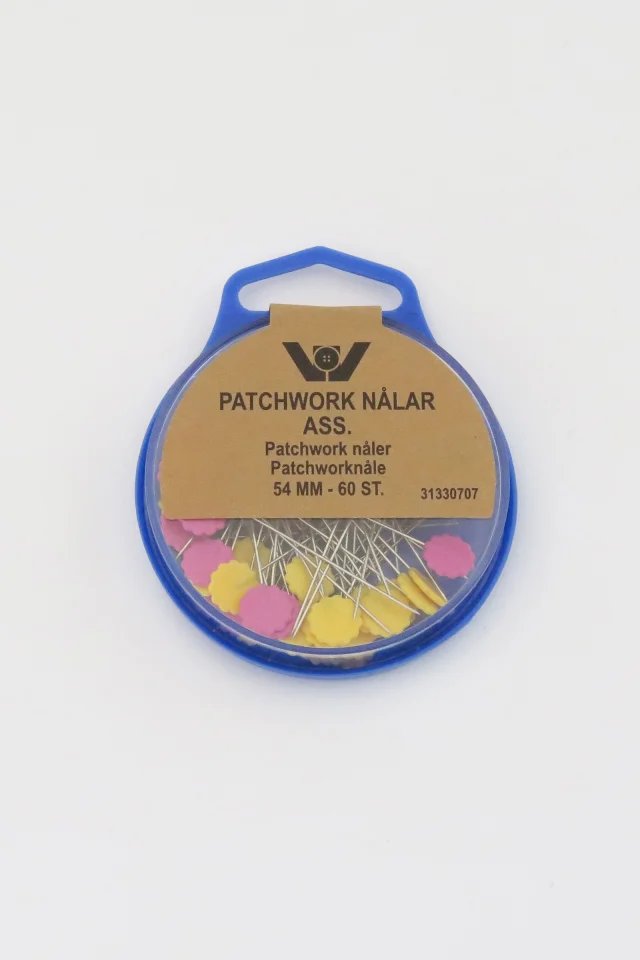 PATCHWORK NÅLAR
ASS.
Patchwork nåler
Patchworknåle
54 MM - 60 ST.
31330707